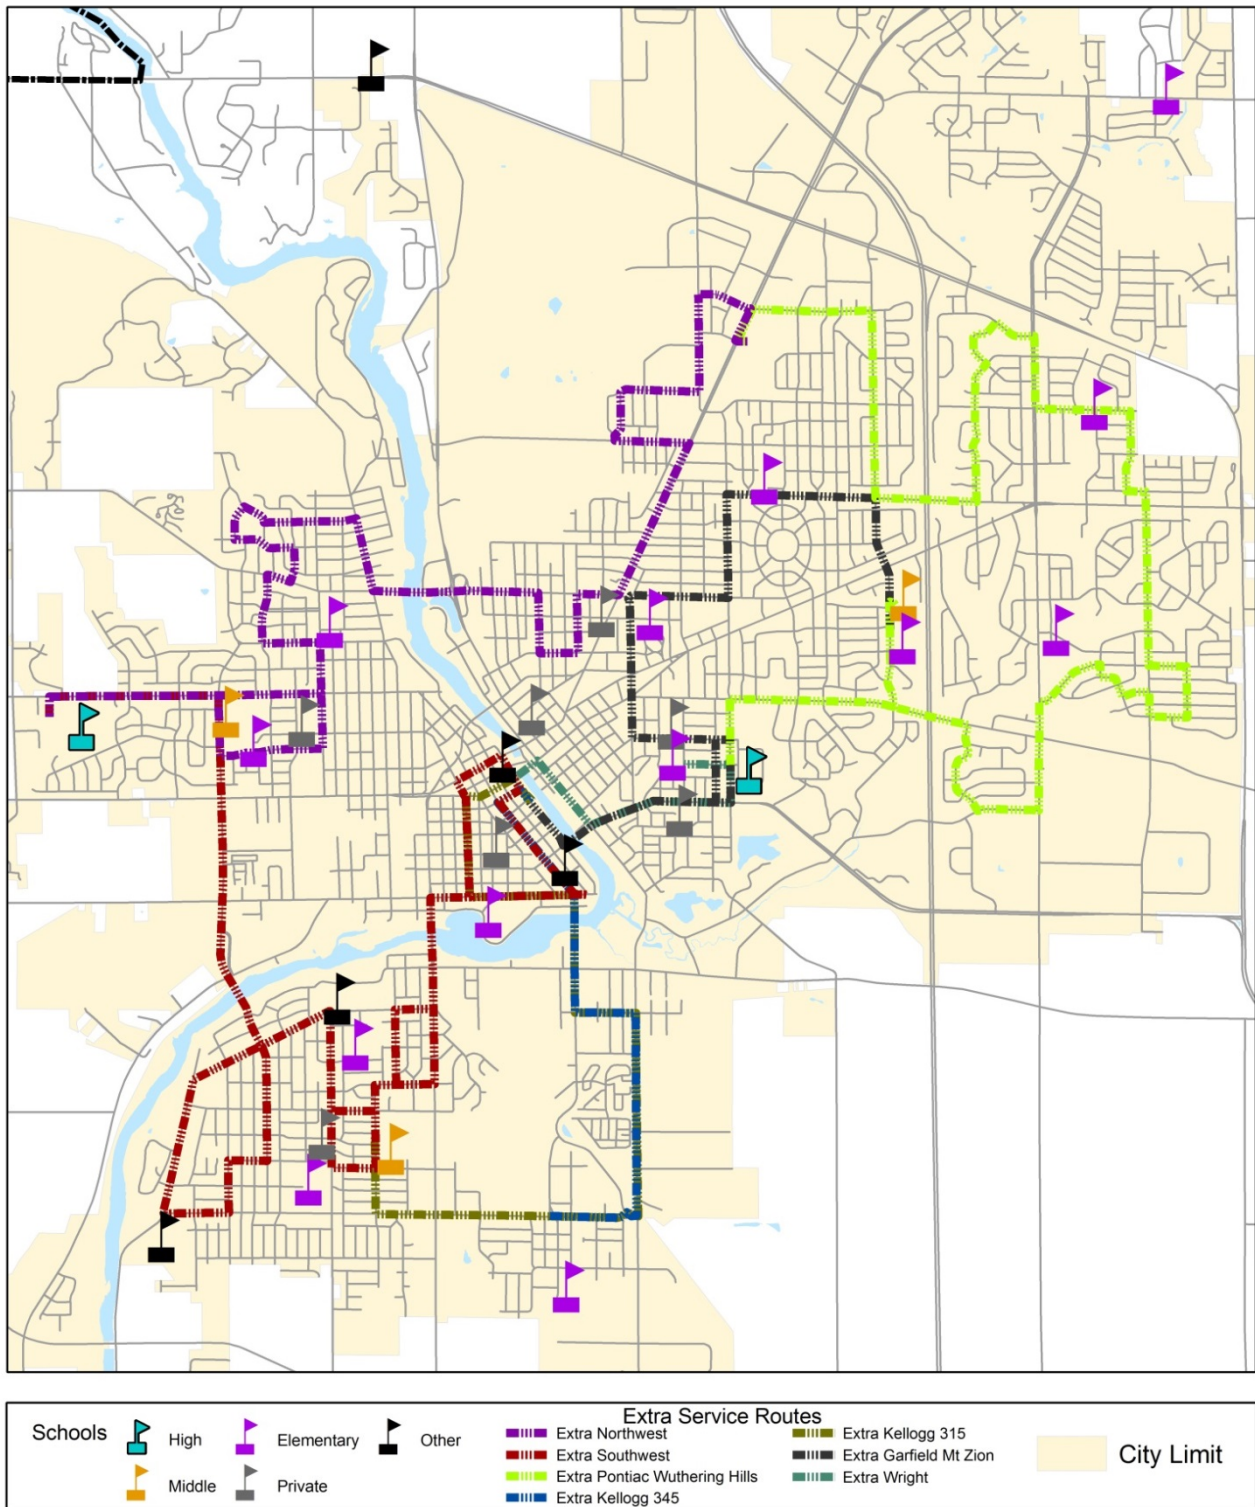 Schools
High
Elementary
Other
Middle
Private
Extra Service Routes
Extra Northwest
Extra Southwest
Extra Pontiac Wuthering Hills
Extra Kellogg 345
Extra Kellogg 315
Extra Garfield Mt Zion
Extra Wright
City Limit